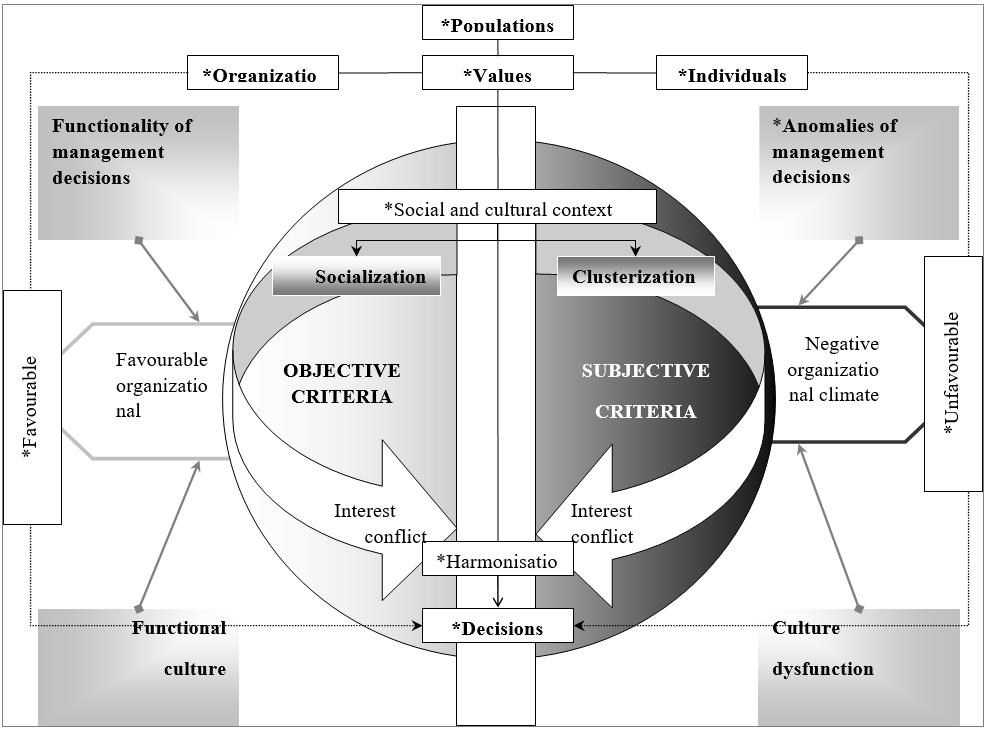 *Populations
*Organizatio
*Values
*Individuals
Functionality of
management
decisions
*Anomalies of
management
decisions
*Social and cultural context
Socialization
Clusterization
*Favourable
Favourable
organizatio
nal
OBJECTIVE
CRITERIA
SUBJECTIVE
CRITERIA
Negative
organizatio
nal climate
*Unfavourable
Interest
conflict
Interest
conflict
*Harmonisatio
*Decisions
Functional
culture
Culture
dysfunction